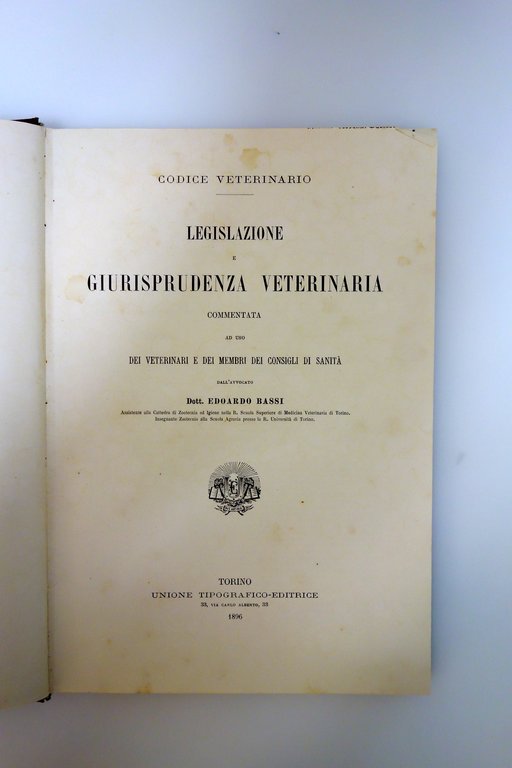 CODICE VETERINARIO
LEGISLAZIONE
E
GIURISPRUDENZA VETERINARIA
COMMENTATA
AD USO
DEI VETERINARI E DEI MEMBRI DEI CONSIGLI DI SANITÀ
DALL'AVVOCATO
Dott. EDOARDO BASSI
Assistente alla Cattedra di Zootecnia ed Igiene nella R. Scuola Superiore di Medicina Veterinaria di Torino.
Insegnante Zootecnia alla Scuola Agraria presso la R. Università di Torino.
TORINO
UNIONE TIPOGRAFICO-EDITRICE
33, VIA CARLO ALBERTO, 33
1896